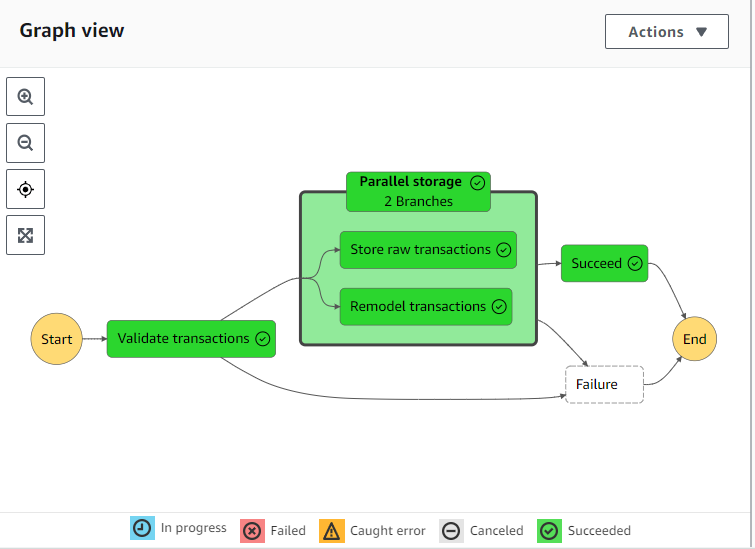 Graph view
Actions
Parallel storage
2 Branches
Store raw transactions
Succeed
Remodel transactions
Start
Validate transactions
End
Failure
In progress
Failed
Caught error
Canceled
Succeeded